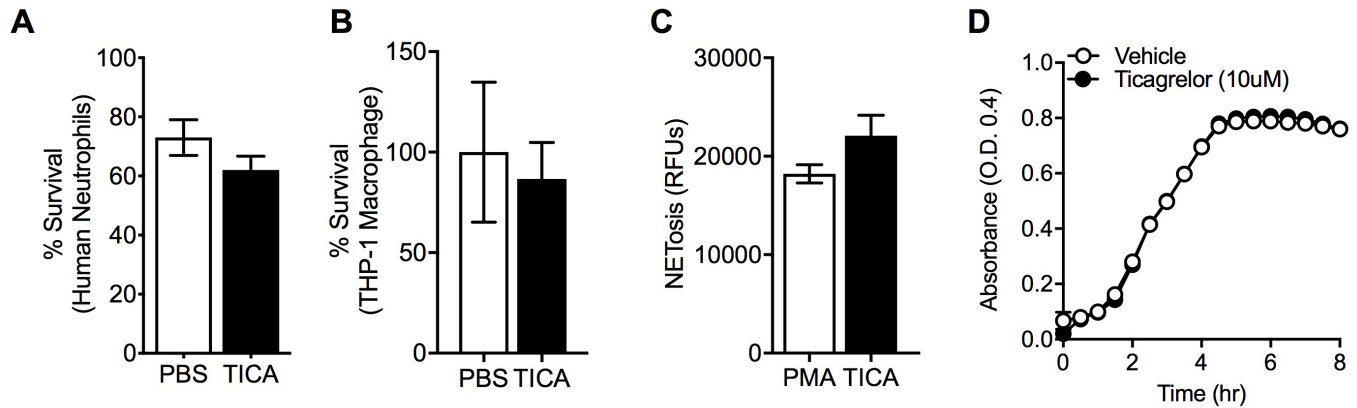 A
% Survival
(Human Neutrophils)
100
80
60
40
20
0
PBS TICA
B
% Survival
(THP-1 Macrophage)
150
100
50
0
PBS TICA
C
NETosis (RFUs)
30000
20000
10000
0
PMA TICA
D
Vehicle
Ticagrelor (10uM)
Absorbance (O.D. 0.4)
1.0
0.8
0.6
0.4
0.2
0.0
0 2 4 6 8
Time (hr)